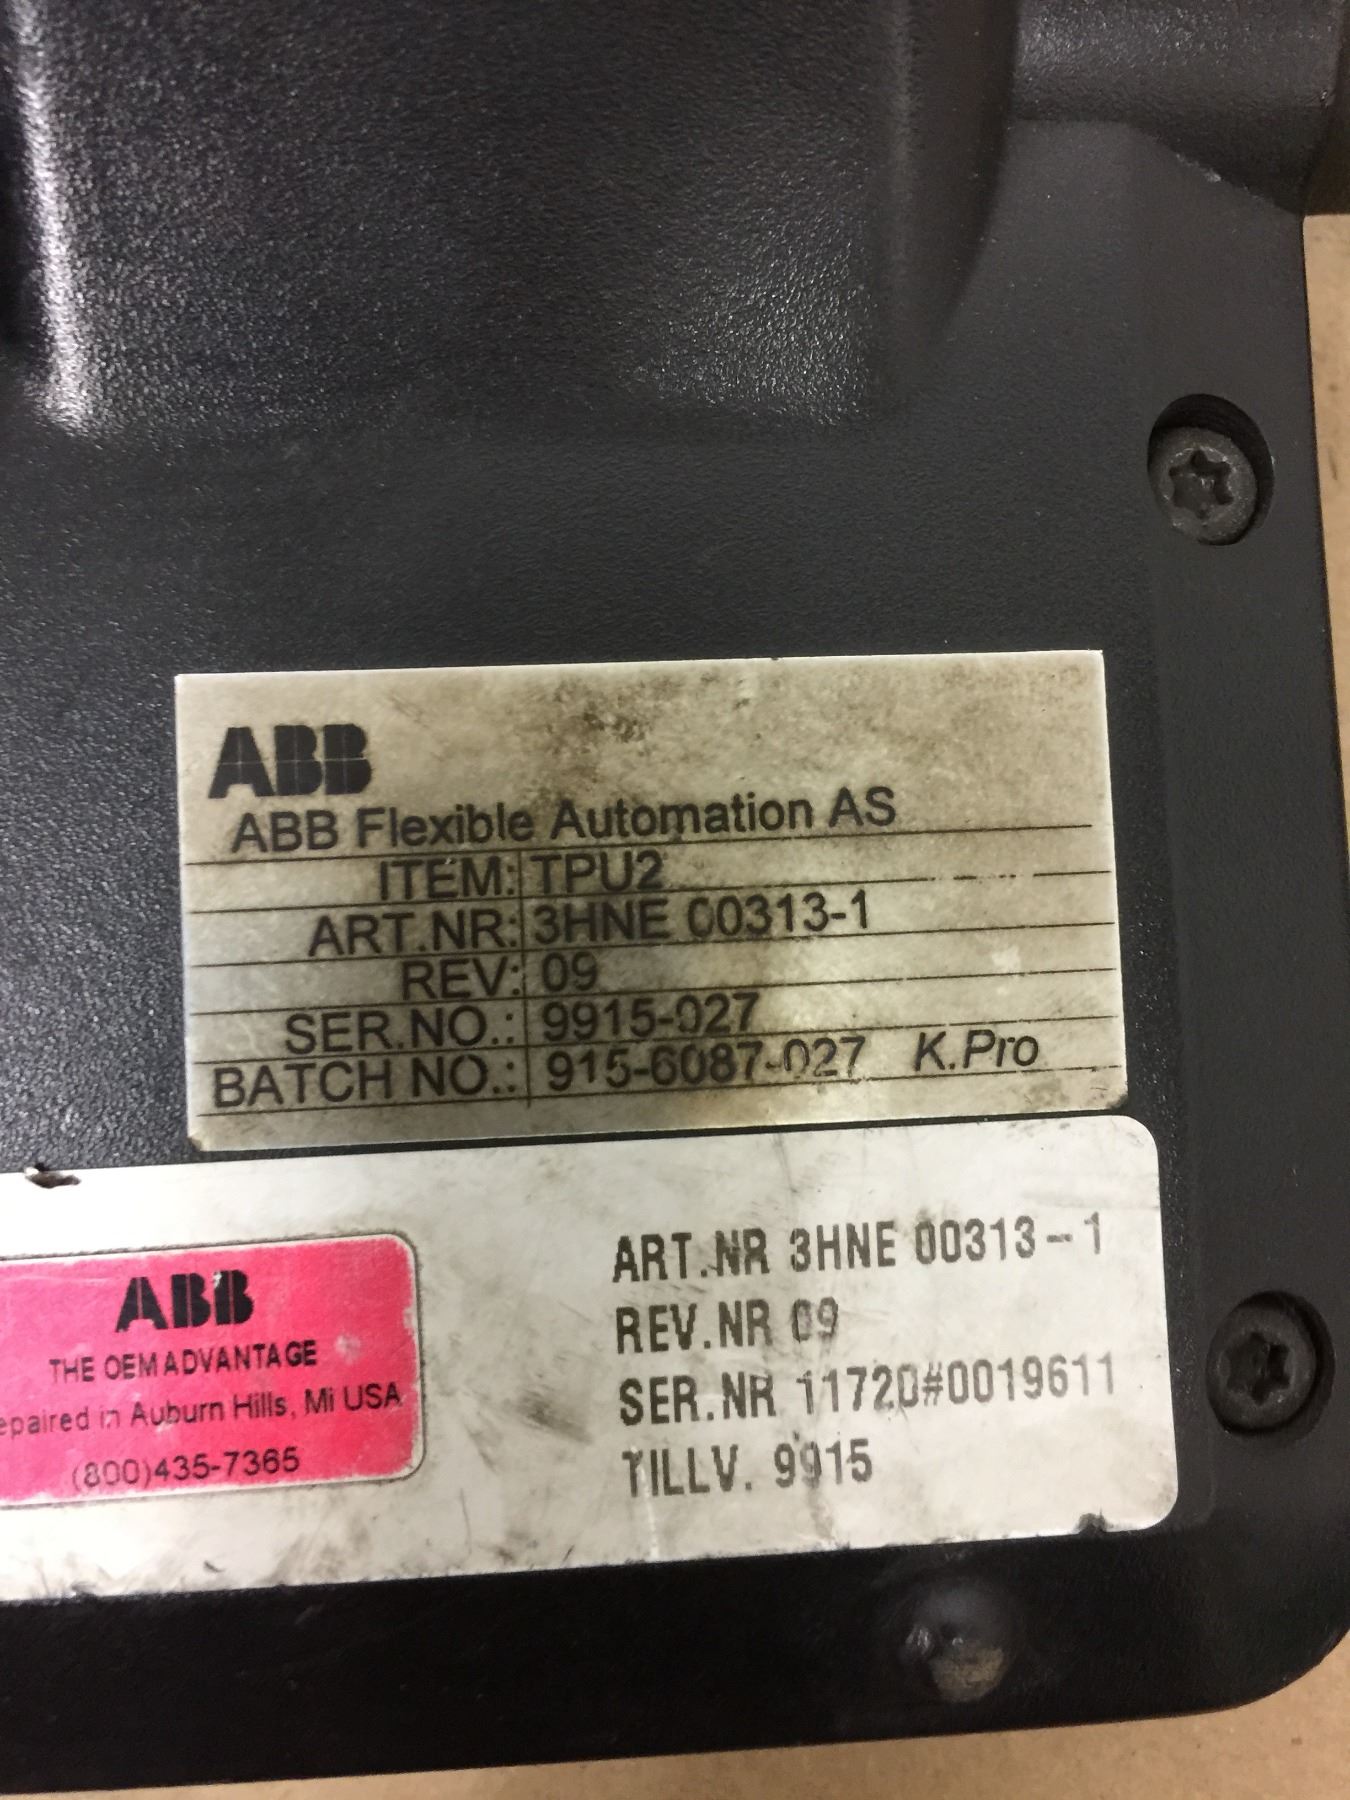 ABB
ABB Flexible Automation AS
ITEM: TPU2
ART.NR: 3HNE 00313-1
REV: 09
SER.NO.: 9915-027
BATCH NO.: 915-6087-027 K.Pro
ABB
THE OEM ADVANTAGE
epaired in Auburn Hills, Mi USA
(800)435-7365
ART.NR 3HNE 00313-1
REV.NR 09
SER.NR 11720#0019611
TILLV. 9915